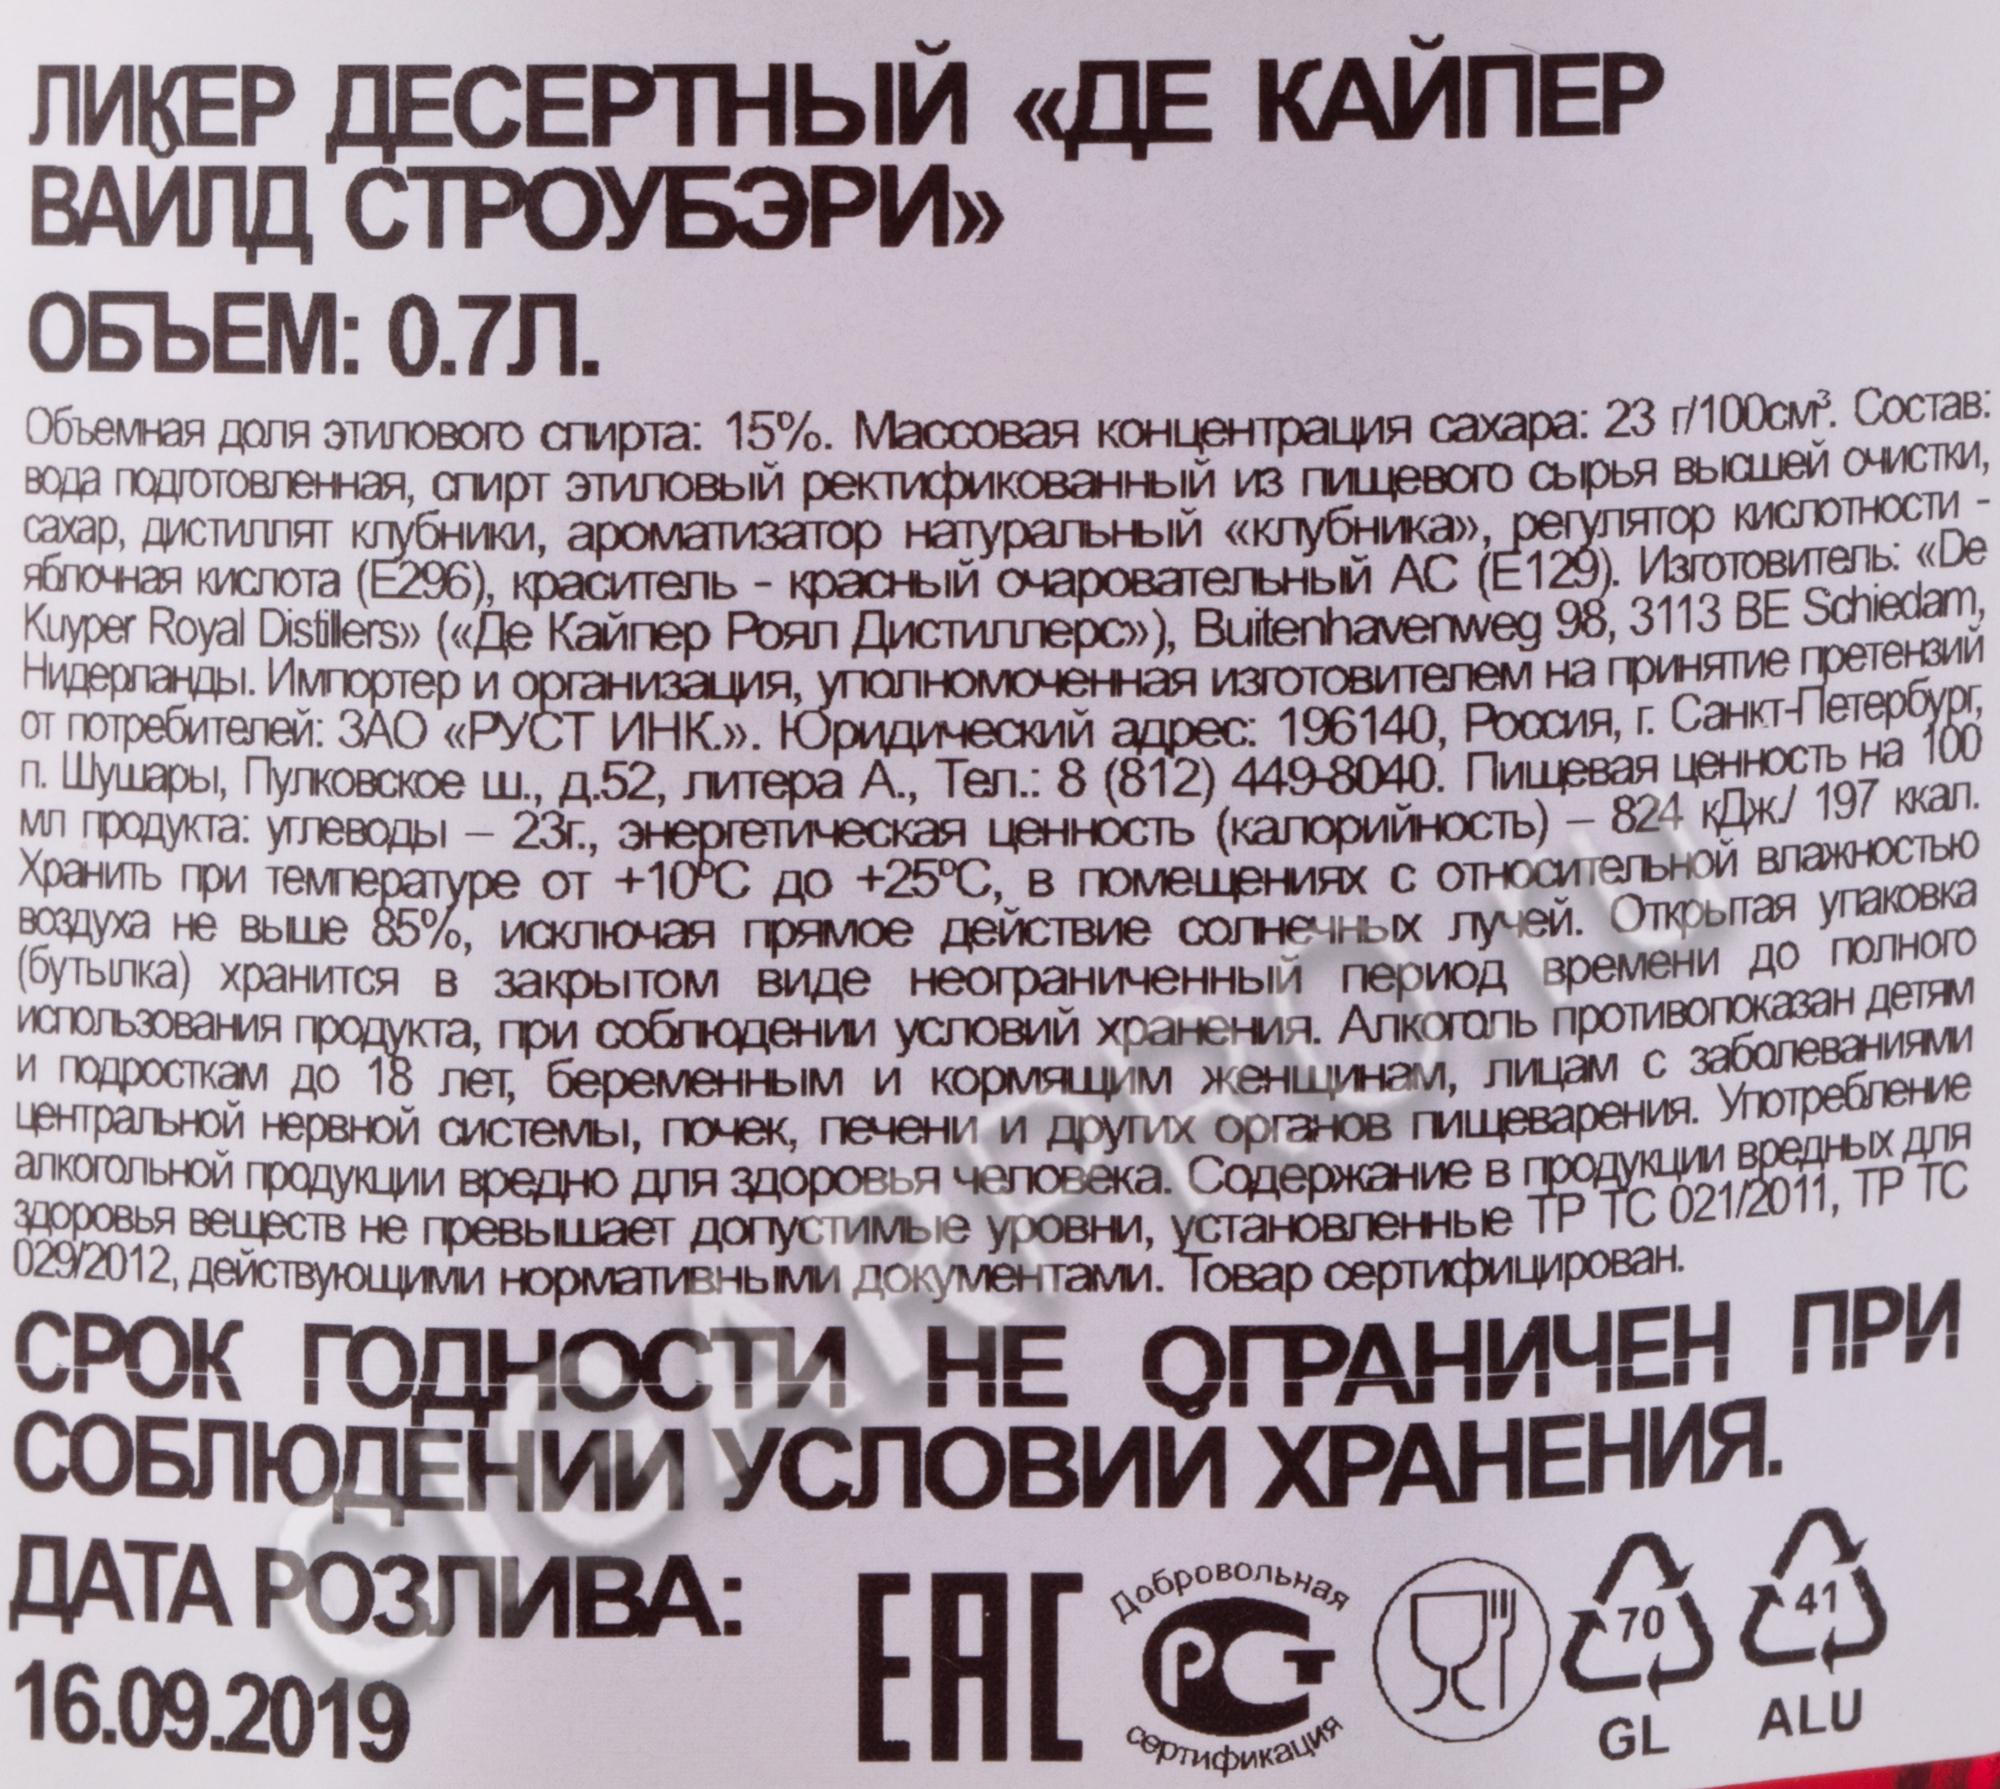 ЛИКЕР ДЕСЕРТНЫЙ «ДЕ КАЙПЕР
ВАЙЛД СТРОУБЭРИ»
ОБЪЕМ: 0.7Л.
Объемная доля этилового спирта: 15%. Массовая концентрация сахара: 23 г/100см³. Состав:
вода подготовленная, спирт этиловый ректификованный из пищевого сырья высшей очистки,
сахар, дистиллят клубники, ароматизатор натуральный «клубника», регулятор кислотности -
яблочная кислота (Е296), краситель - красный очаровательный АС (Е129). Изготовитель: «De
Kuyper Royal Distillers» («Де Кайпер Роял Дистиллерс»), Buitenhavenweg 98, 3113 BE Schiedam,
Нидерланды. Импортер и организация, уполномоченная изготовителем на принятие претензий
от потребителей: ЗАО «РУСТ ИНК.». Юридический адрес: 196140, Россия, г. Санкт-Петербург,
п. Шушары, Пулковское ш., д.52, литера А., Тел.: 8 (812) 449-8040. Пищевая ценность на 100
мл продукта: углеводы – 23г., энергетическая ценность (калорийность) – 824 кДж./ 197 ккал.
Хранить при температуре от +10ºС до +25ºС, в помещениях с относительной влажностью
воздуха не выше 85%, исключая прямое действие солнечных лучей. Открытая упаковка
(бутылка) хранится в закрытом виде неограниченный период времени до полного
использования продукта, при соблюдении условий хранения. Алкоголь противопоказан детям
и подросткам до 18 лет, беременным и кормящим женщинам, лицам с заболеваниями
центральной нервной системы, почек, печени и других органов пищеварения. Употребление
алкогольной продукции вредно для здоровья человека. Содержание в продукции вредных для
здоровья веществ не превышает допустимые уровни, установленные ТР ТС 021/2011, ТР ТС
029/2012, действующими нормативными документами. Товар сертифицирован.
СРОК ГОДНОСТИ НЕ ОГРАНИЧЕН ПРИ
СОБЛЮДЕНИИ УСЛОВИЙ ХРАНЕНИЯ.
ДАТА РОЗЛИВА:
16.09.2019
EAC
Добровольная
РСТ
сертификация
70
GL
41
ALU
CIGARPRO.ru